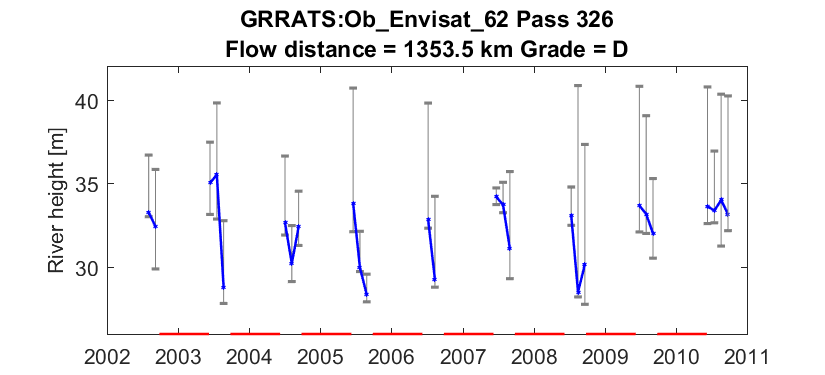 GRRATS:Ob_Envisat_62 Pass 326
Flow distance = 1353.5 km Grade = D
River height [m]
40
35
30
2002 2003 2004 2005 2006 2007 2008 2009 2010 2011